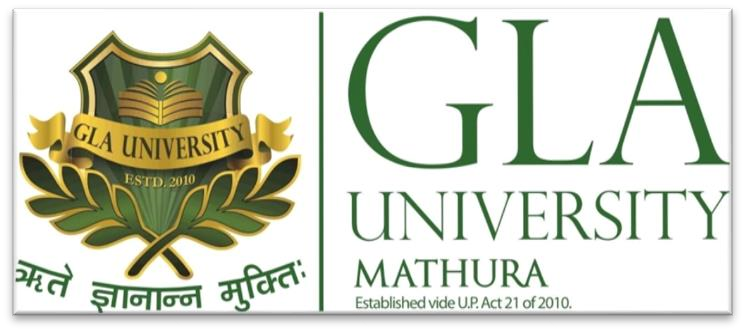 GLA UNIVERSITY
ESTD. 2010
ऋते ज्ञानान्न मुक्तिः
GLA
UNIVERSITY
MATHURA
Established vide U.P. Act 21 of 2010.